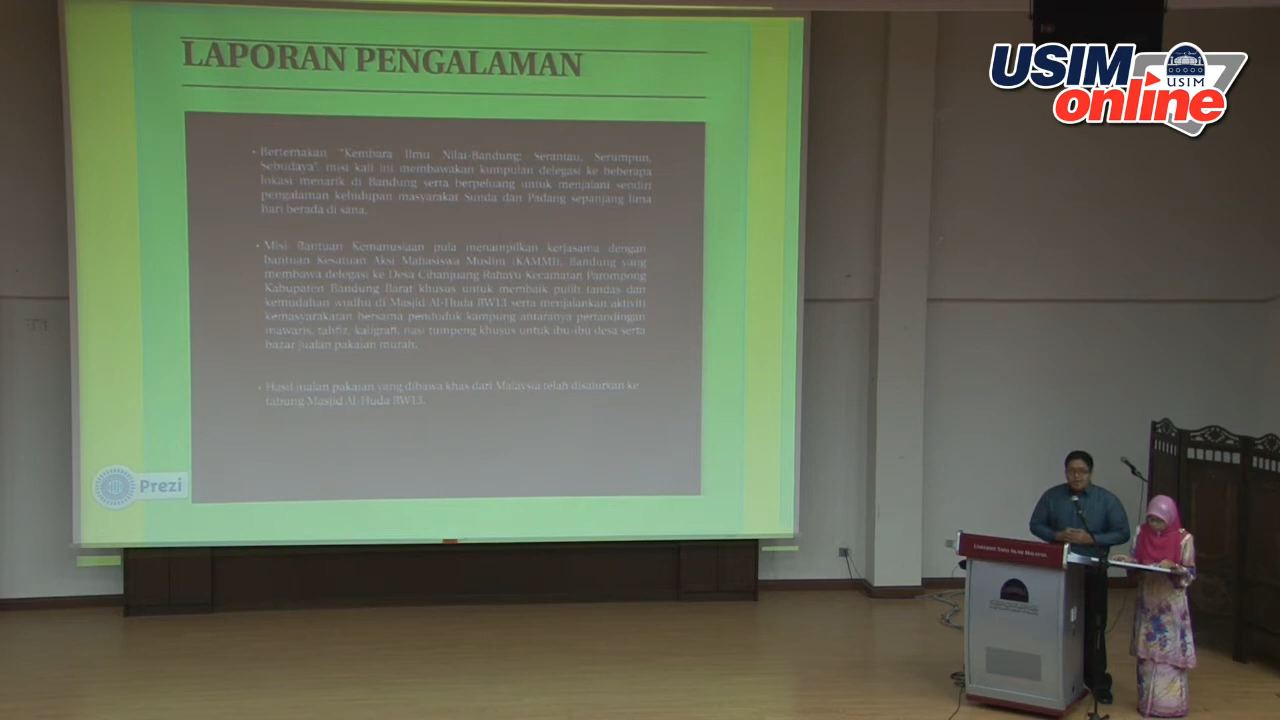 LAPORAN PENGALAMAN
• Bertemakan "Kembara Ilmu Nilai-Bandung: Serantau, Serumpun,
Sebudaya", misi kali ini membawakan kumpulan delegasi ke beberapa
lokasi menarik di Bandung serta berpeluang untuk menjalani sendiri
pengalaman kehidupan masyarakat Sunda dan Padang sepanjang lima
hari berada di sana.
• Misi Bantuan Kemanusiaan pula menampilkan kerjasama dengan
bantuan Kesatuan Aksi Mahasiswa Muslim (KAMMI), Bandung yang
membawa delegasi ke Desa Cihanjuang Rahayu Kecamatan Parompong
Kabupaten Bandung Barat khusus untuk membaik pulih tandas dan
kemudahan wudhu di Masjid Al-Huda RW13 serta menjalankan aktiviti
kemasyarakatan bersama penduduk kampung antaranya pertandingan
mawaris, tahfiz, kaligrafi, nasi tumpeng khusus untuk ibu-ibu desa serta
bazar jualan pakaian murah.
• Hasil jualan pakaian yang dibawa khas dari Malaysia telah disalurkan ke
tabung Masjid Al-Huda RW13.
Prezi
USIM
USIM
online
UNIVERSITI SAINS ISLAM MALAYSIA